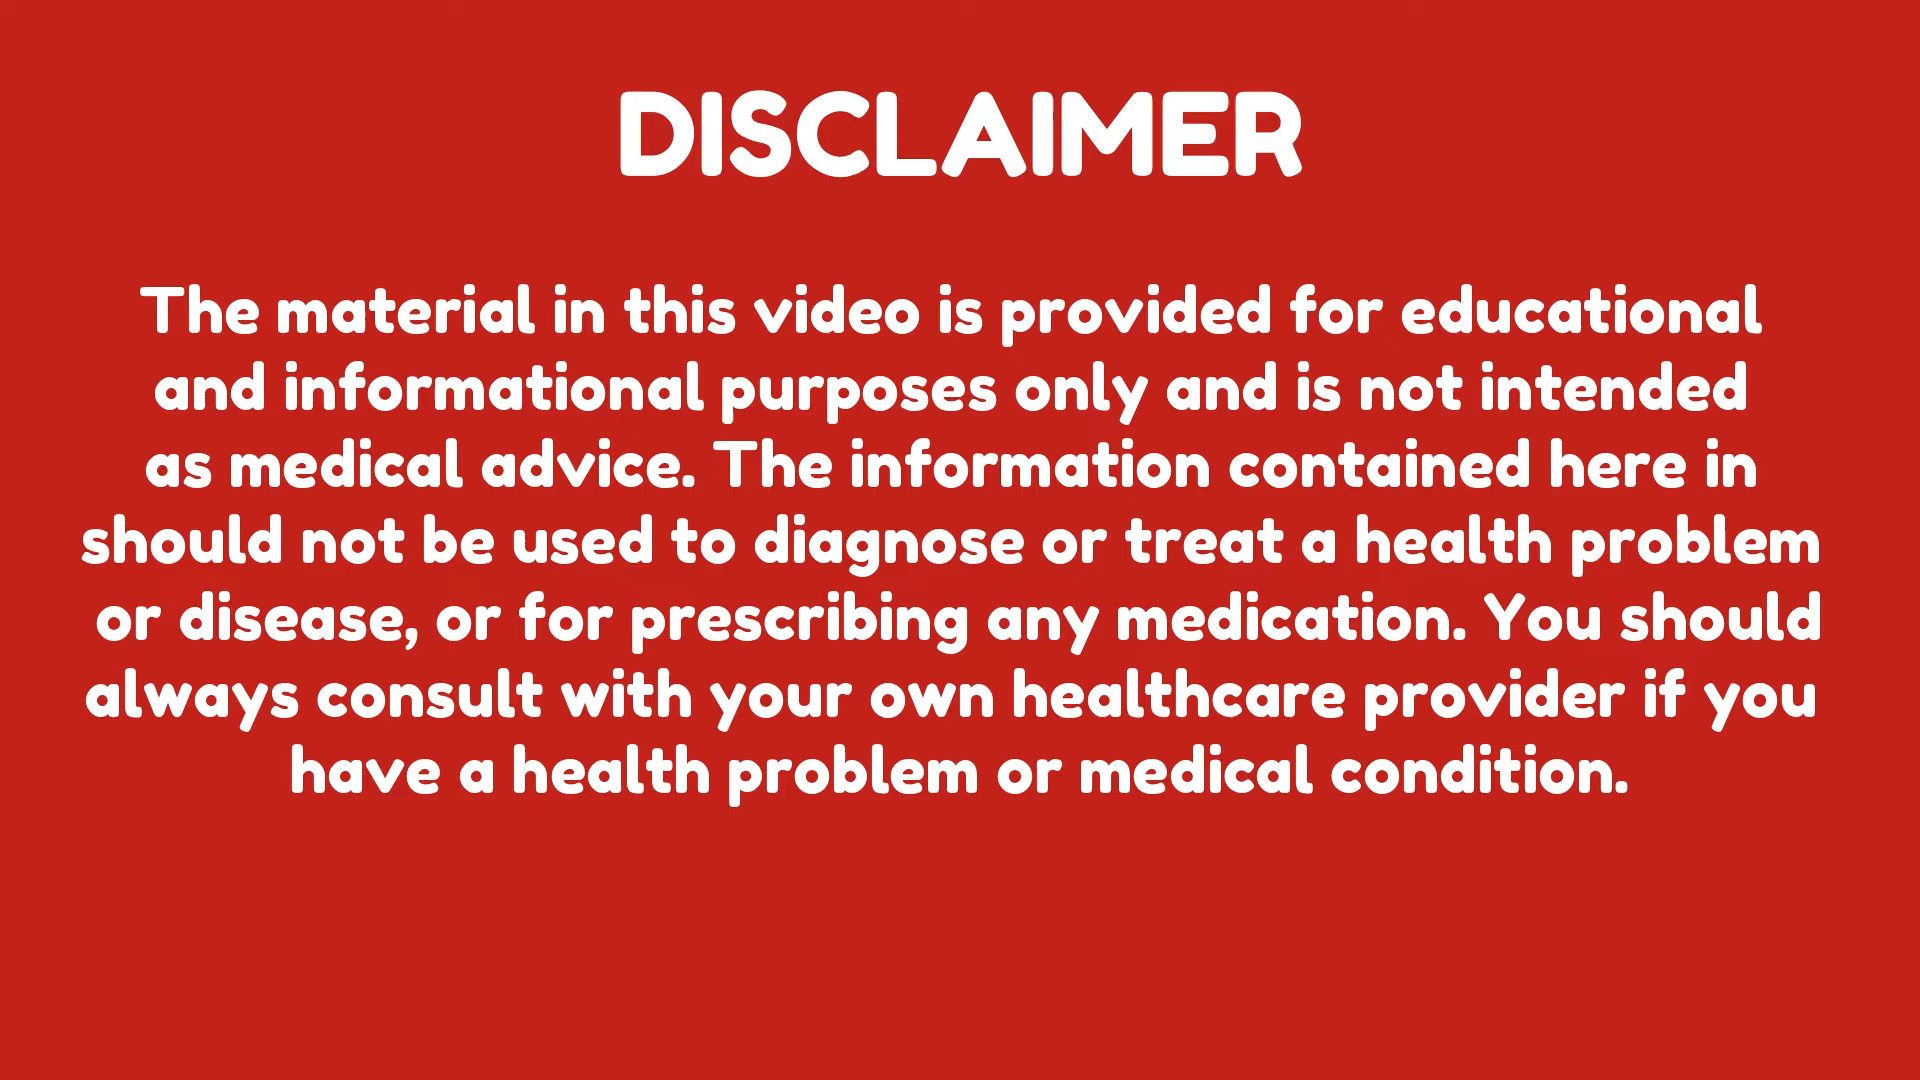 DISCLAIMER
The material in this video is provided for educational
and informational purposes only and is not intended
as medical advice. The information contained here in
should not be used to diagnose or treat a health problem
or disease, or for prescribing any medication. You should
always consult with your own healthcare provider if you
have a health problem or medical condition.